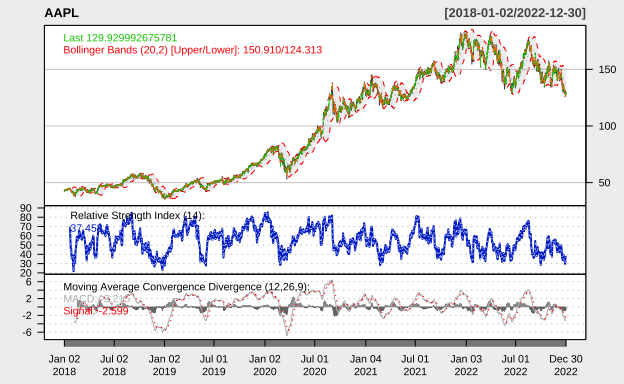 AAPL [2018-01-02/2022-12-30]
Last 129.929992675781
Bollinger Bands (20,2) [Upper/Lower]: 150.910/124.313
150
100
50
90
80
70
60
50
40
30
20
Relative Strength Index (14):
6
2
-2
-6
Moving Average Convergence Divergence (12,26,9):
MACD:
Signal: -2.599
Jan 02 Jul 02 Jan 02 Jul 01 Jan 02 Jul 01 Jan 04 Jul 01 Jan 03 Jul 01 Dec 30
2018 2018 2019 2019 2020 2020 2021 2021 2022 2022 2022